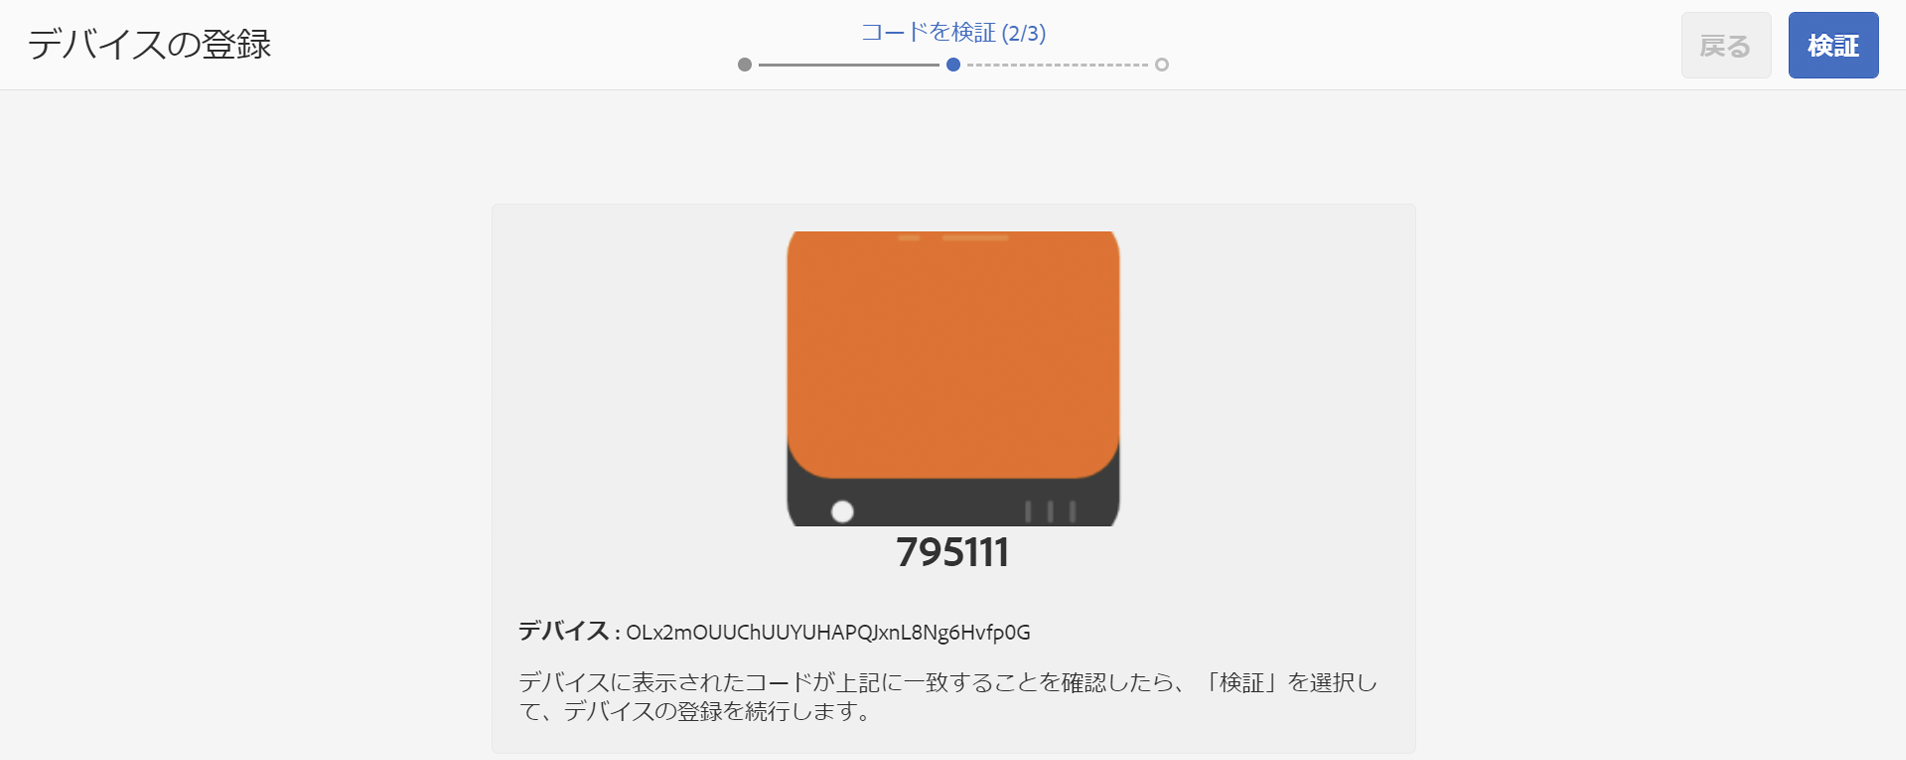 デバイスの登録
コードを検証 (2/3)
戻る
検証
795111
デバイス : OLx2mOUUChUUYUHAPQJxnL8Ng6Hvfp0G
デバイスに表示されたコードが上記に一致することを確認したら、「検証」を選択し
て、デバイスの登録を続行します。